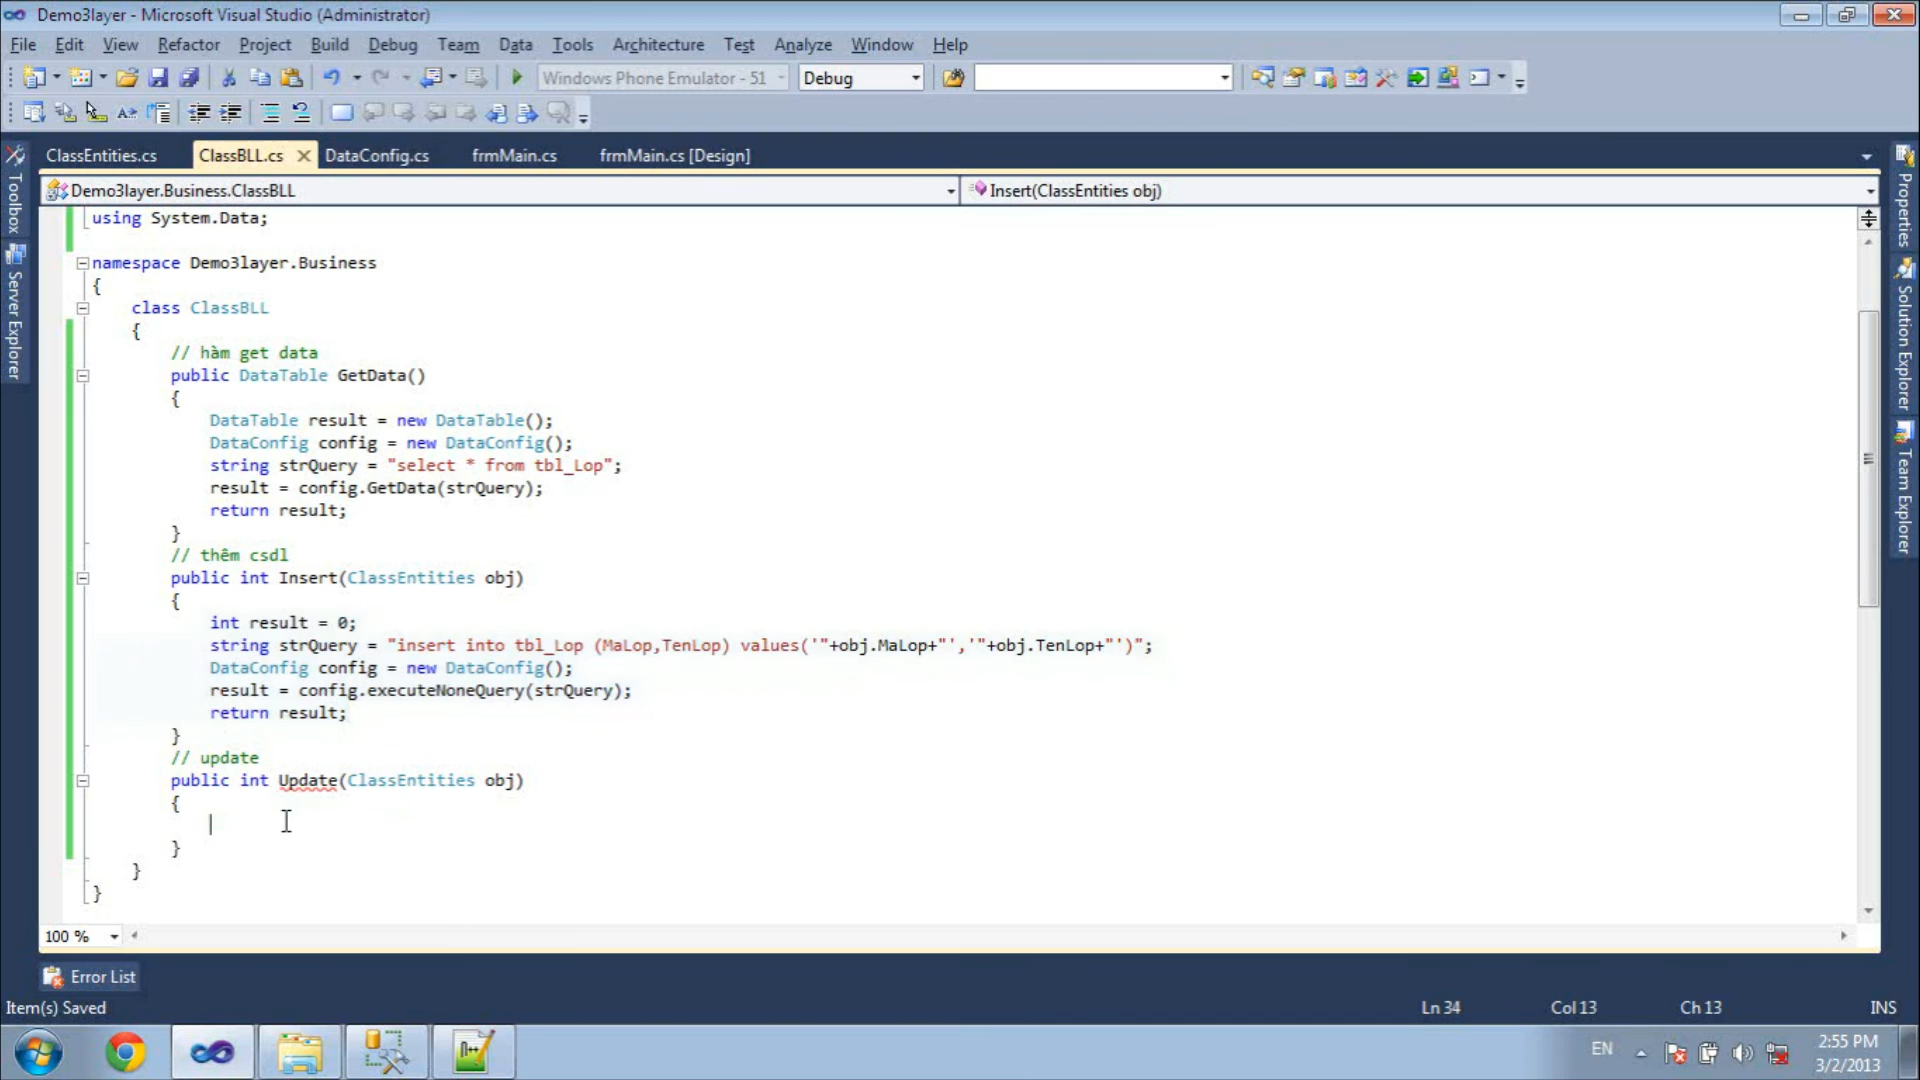 Demo3layer - Microsoft Visual Studio (Administrator)
File Edit View Refactor Project Build Debug Team Data Tools Architecture Test Analyze Window Help
Windows Phone Emulator - 51 Debug
ClassEntities.cs ClassBLL.cs DataConfig.cs frmMain.cs frmMain.cs [Design]
Demo3layer.Business.ClassBLL Insert(ClassEntities obj)
Toolbox
Server Explorer
using System.Data;
namespace Demo3layer.Business
{
class ClassBLL
{
// hàm get data
public DataTable GetData()
{
DataTable result = new DataTable();
DataConfig config = new DataConfig();
string strQuery = "select * from tbl_Lop";
result = config.GetData(strQuery);
return result;
}
// thêm csdl
public int Insert(ClassEntities obj)
{
int result = 0;
string strQuery = "insert into tbl_Lop (MaLop,TenLop) values('"+obj.MaLop+"','"+obj.TenLop+"')";
DataConfig config = new DataConfig();
result = config.executeNoneQuery(strQuery);
return result;
}
// update
public int Update(ClassEntities obj)
{
}
}
}
Properties
Solution Explorer
Team Explorer
100 %
Error List
Item(s) Saved Ln 34 Col 13 Ch 13 INS
EN 2:55 PM
3/2/2013